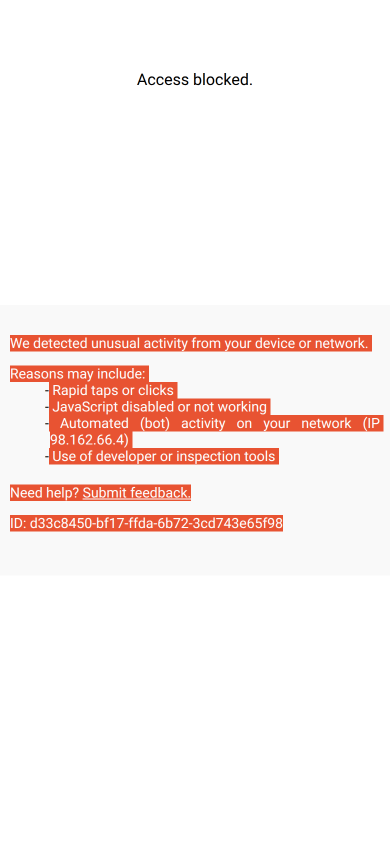 Access blocked.
We detected unusual activity from your device or network.
Reasons may include:
- Rapid taps or clicks
- JavaScript disabled or not working
- Automated (bot) activity on your network (IP
98.162.66.4)
- Use of developer or inspection tools
Need help? Submit feedback.
ID: d33c8450-bf17-ffda-6b72-3cd743e65f98